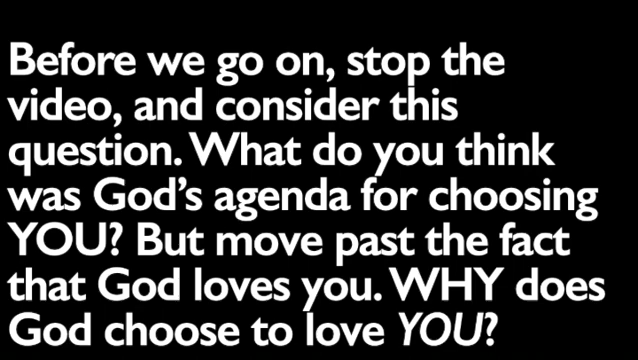 Before we go on, stop the
video, and consider this
question. What do you think
was God’s agenda for choosing
YOU? But move past the fact
that God loves you. WHY does
God choose to love YOU?